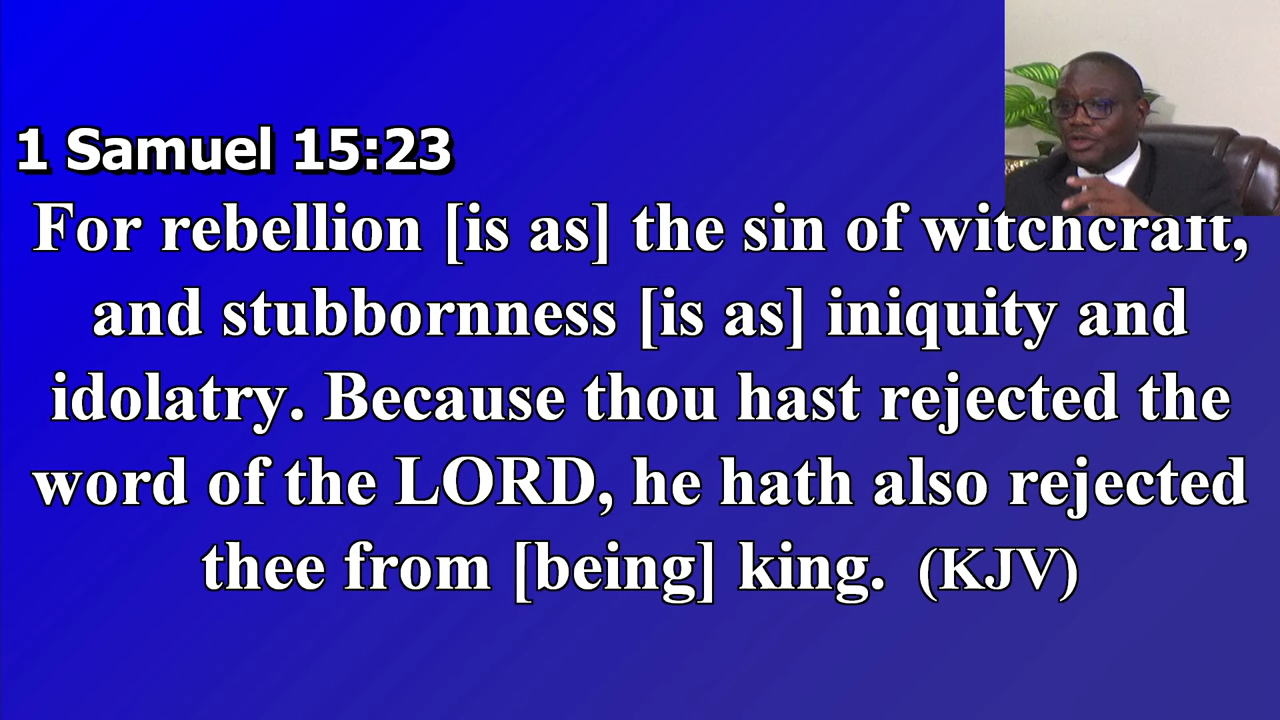 1 Samuel 15:23
For rebellion [is as] the sin of witchcraft,
and stubbornness [is as] iniquity and
idolatry. Because thou hast rejected the
word of the LORD, he hath also rejected
thee from [being] king. (KJV)